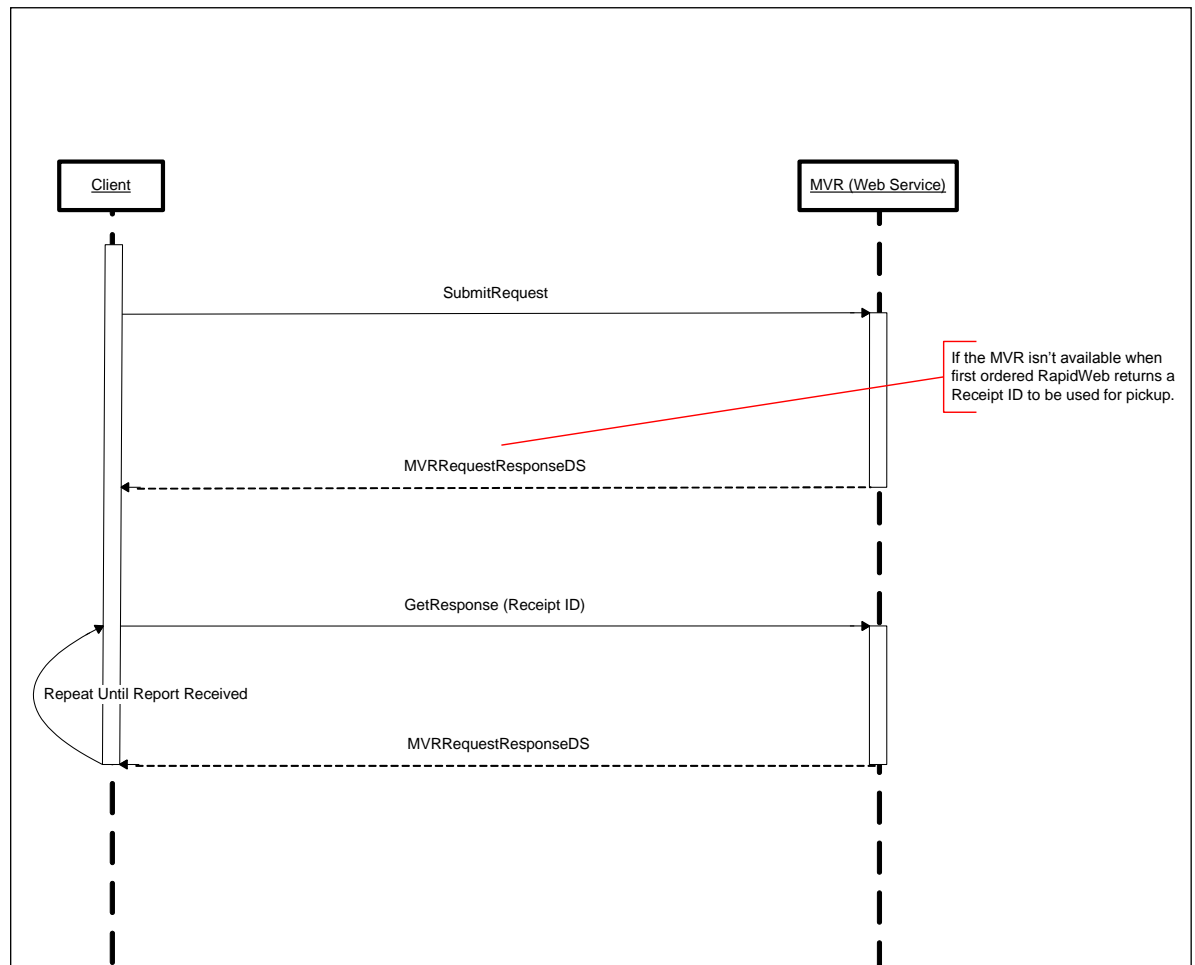 Client
MVR (Web Service)
SubmitRequest
If the MVR isn't available when
first ordered RapidWeb returns a
Receipt ID to be used for pickup.
MVRRequestResponseDS
GetResponse (Receipt ID)
Repeat Until Report Received
MVRRequestResponseDS